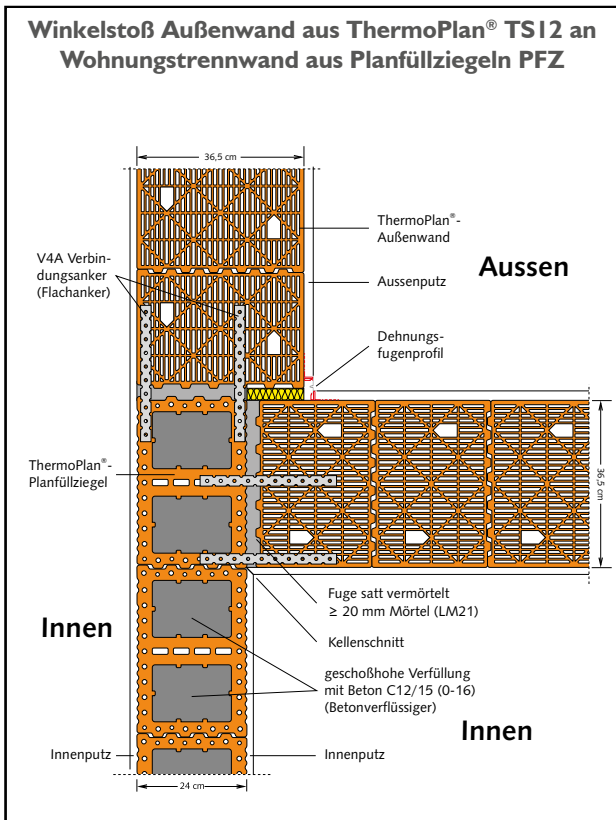 Winkelstoß Außenwand aus ThermoPlan® TS12 an
Wohnungstrennwand aus Planfüllziegeln PFZ
36,5 cm
ThermoPlan®-
Außenwand
V4A Verbin-
dungsanker
(Flachanker)
Aussen
Aussenputz
Dehnungs-
fugenprofil
ThermoPlan®-
Planfüllziegel
36,5 cm
Fuge satt vermörtelt
≥ 20 mm Mörtel (LM21)
Innen
Kellenschnitt
geschoßhohe Verfüllung
mit Beton C12/15 (0-16)
(Betonverflüssiger)
Innen
Innenputz
Innenputz
24 cm